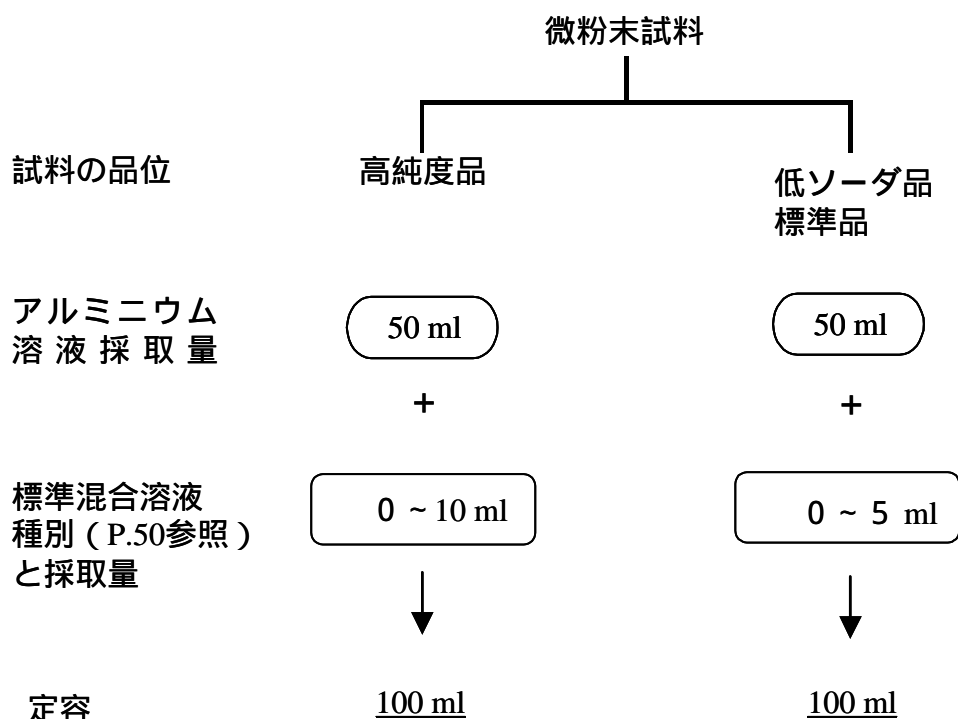 微粉末試料
試料の品位
高純度品
低ソーダ品
標準品
アルミニウム
溶液採取量
50 ml
50 ml
+
+
標準混合溶液
種別(P.50参照)
と採取量
0 ~ 10 ml
0 ~ 5 ml
定容
100 ml
100 ml